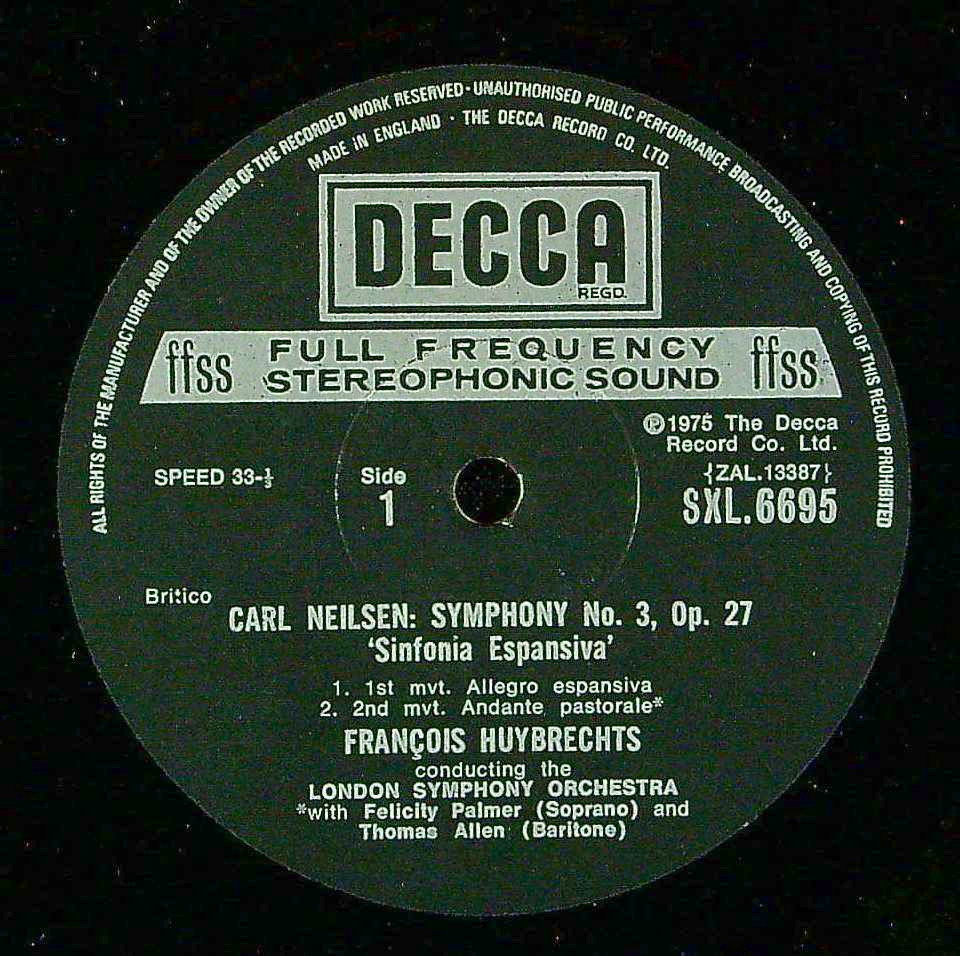 ALL RIGHTS OF THE MANUFACTURER AND OF THE OWNER OF THE RECORDED WORK RESERVED · UNAUTHORISED PUBLIC PERFORMANCE BROADCASTING AND COPYING OF THIS RECORD PROHIBITED
MADE IN ENGLAND · THE DECCA RECORD CO. LTD.
DECCA
REGD.
ffss FULL FREQUENCY ffss
STEREOPHONIC SOUND
℗1975 The Decca
Record Co. Ltd.
SPEED 33-⅓
Side
1
{ZAL.13387}
SXL.6695
Britico
CARL NEILSEN: SYMPHONY No. 3, Op. 27
'Sinfonia Espansiva'
1. 1st mvt. Allegro espansiva
2. 2nd mvt. Andante pastorale*
FRANÇOIS HUYBRECHTS
conducting the
LONDON SYMPHONY ORCHESTRA
*with Felicity Palmer (Soprano) and
Thomas Allen (Baritone)